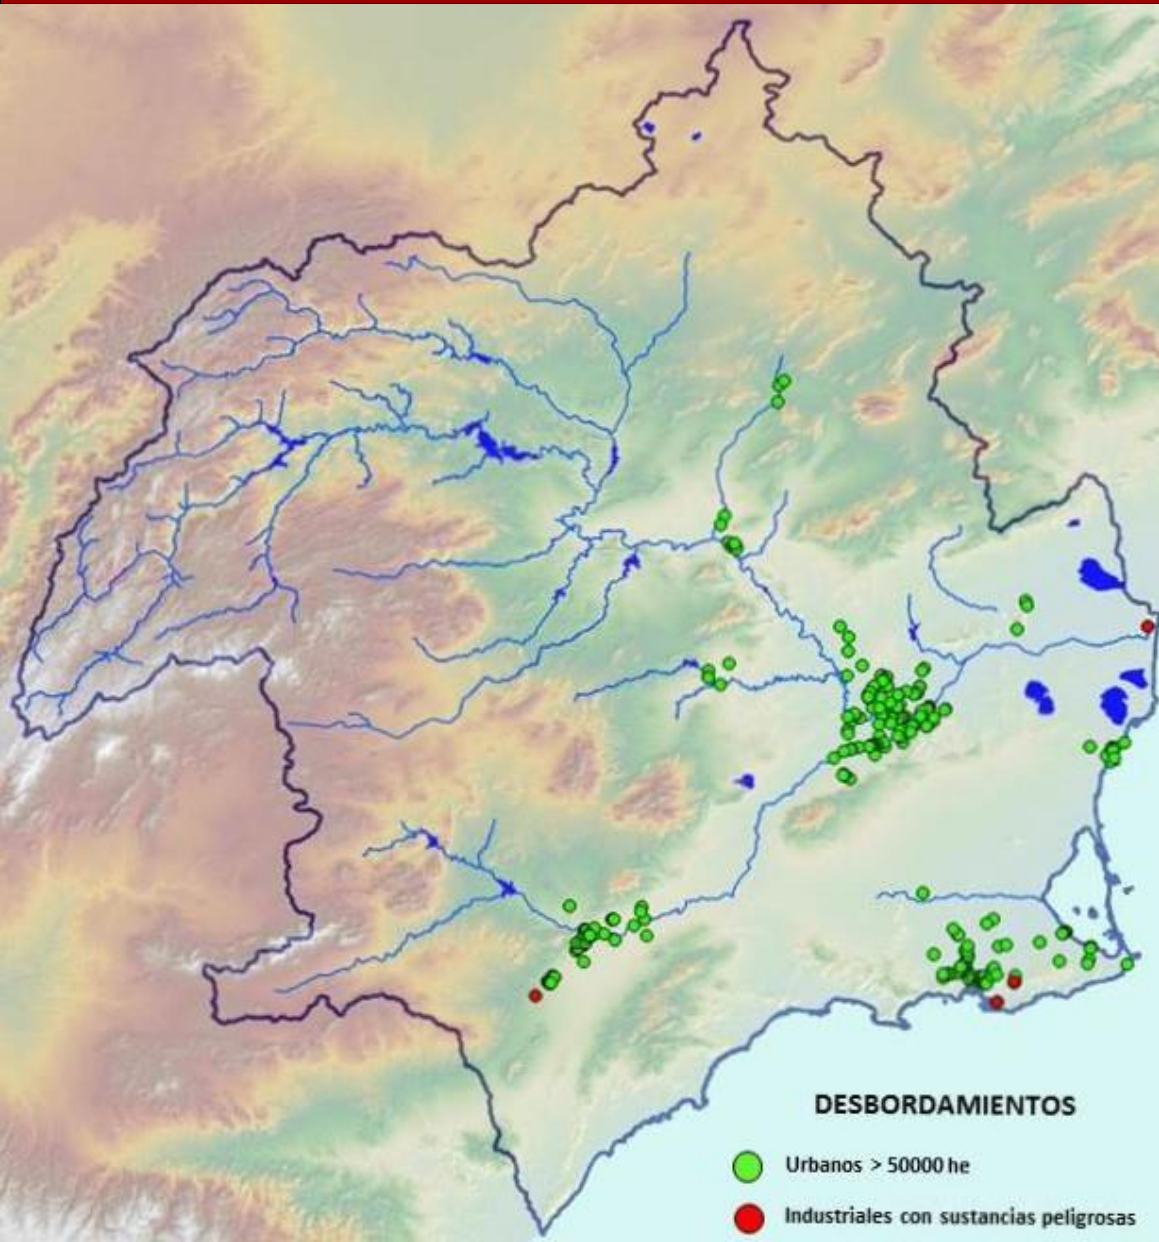 DESBORDAMIENTOS
Urbanos > 50000 he
Industriales con sustancias peligrosas